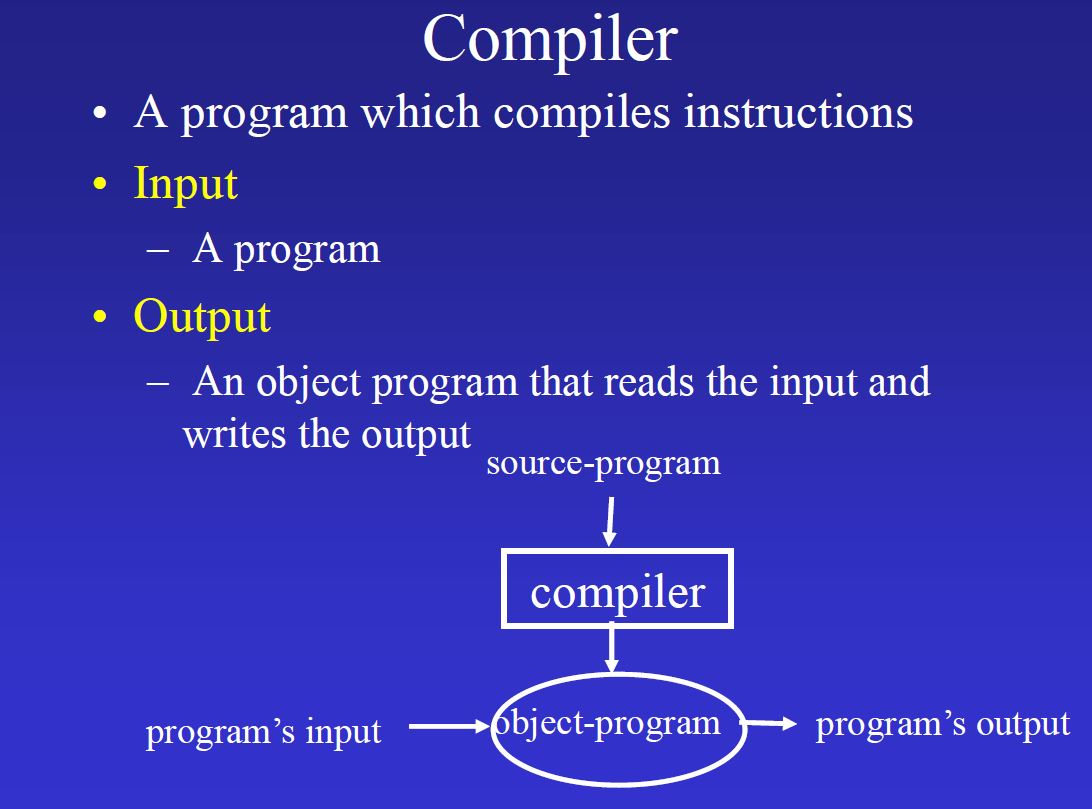 Compiler
• A program which compiles instructions
• Input
– A program
• Output
– An object program that reads the input and
writes the output
source-program
compiler
object-program
program’s input
program’s output